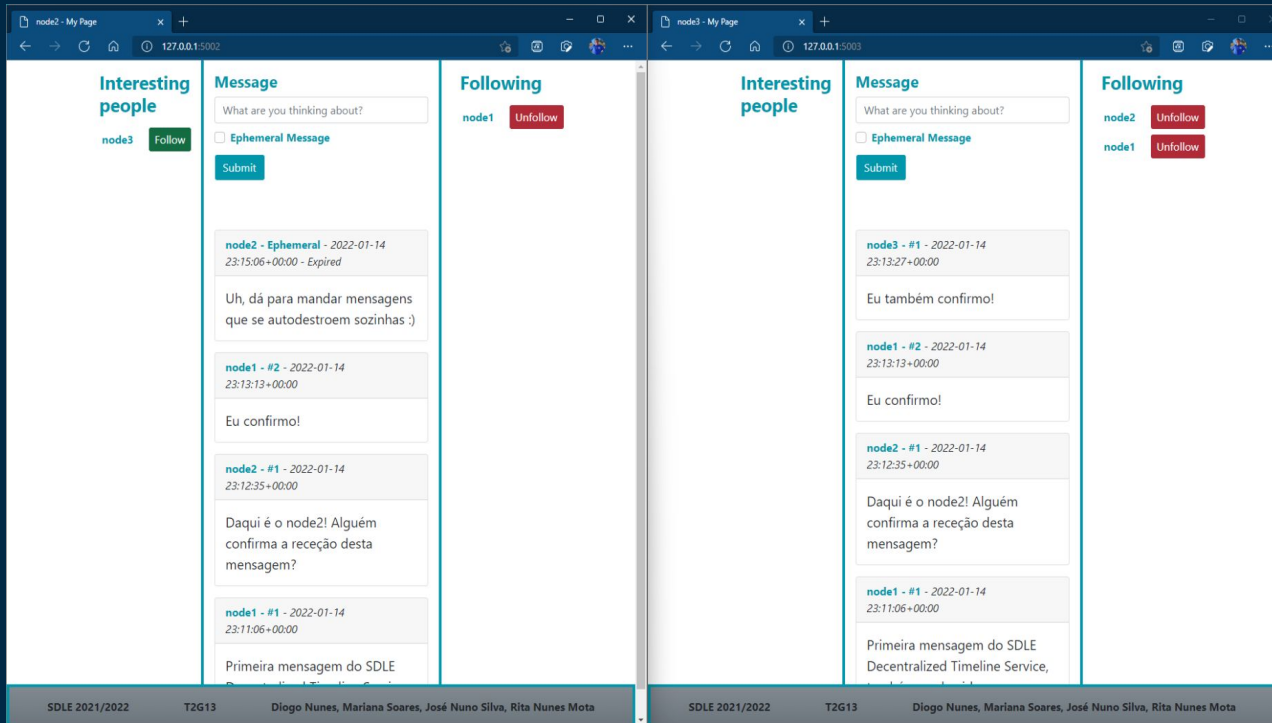 node2 - My Page
127.0.0.1:5002
Interesting
people
node3 Follow
Message
What are you thinking about?
Ephemeral Message
Submit
node2 - Ephemeral - 2022-01-14
23:15:06+00:00 - Expired
Uh, dá para mandar mensagens
que se autodestroem sozinhas :)
node1 - #2 - 2022-01-14
23:13:13+00:00
Eu confirmo!
node2 - #1 - 2022-01-14
23:12:35+00:00
Daqui é o node2! Alguém
confirma a receção desta
mensagem?
node1 - #1 - 2022-01-14
23:11:06+00:00
Primeira mensagem do SDLE
Following
node1 Unfollow
SDLE 2021/2022 T2G13 Diogo Nunes, Mariana Soares, José Nuno Silva, Rita Nunes Mota
node3 - My Page
127.0.0.1:5003
Interesting
people
Message
What are you thinking about?
Ephemeral Message
Submit
node3 - #1 - 2022-01-14
23:13:27+00:00
Eu também confirmo!
node1 - #2 - 2022-01-14
23:13:13+00:00
Eu confirmo!
node2 - #1 - 2022-01-14
23:12:35+00:00
Daqui é o node2! Alguém
confirma a receção desta
mensagem?
node1 - #1 - 2022-01-14
23:11:06+00:00
Primeira mensagem do SDLE
Decentralized Timeline Service,
Following
node2 Unfollow
node1 Unfollow
SDLE 2021/2022 T2G13 Diogo Nunes, Mariana Soares, José Nuno Silva, Rita Nunes Mota